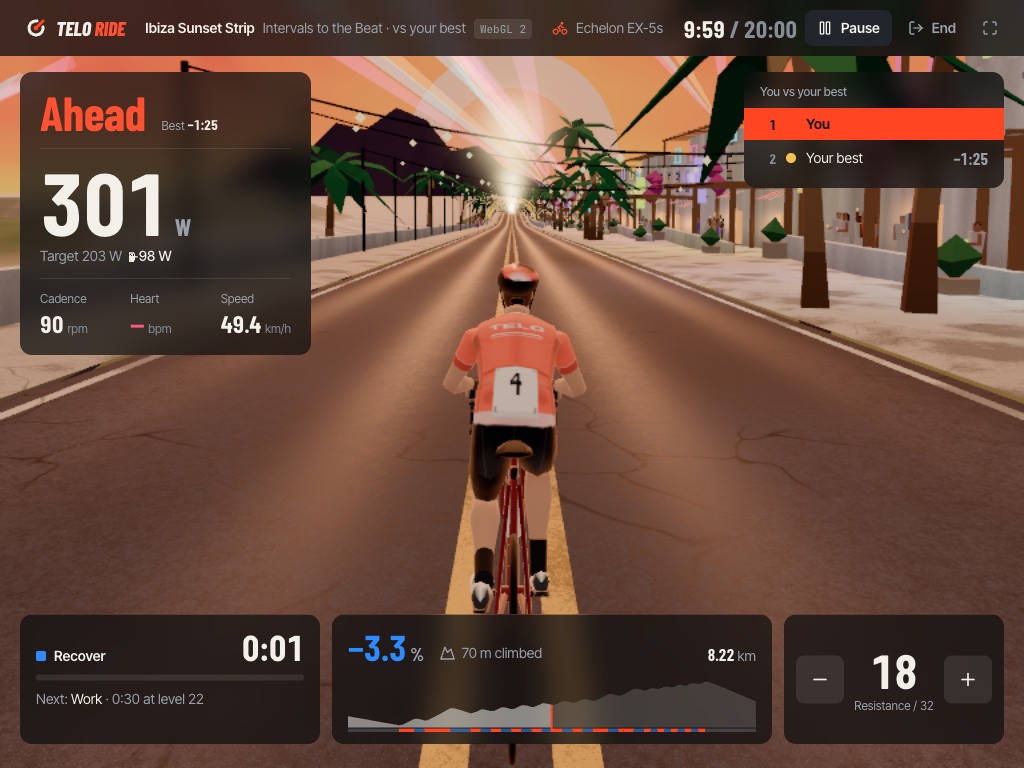 TELO RIDE
Ibiza Sunset Strip Intervals to the Beat · vs your best WebGL 2 Echelon EX-5s 9:59 / 20:00 Pause End
Ahead Best −1:25
301 W
Target 203 W 98 W
Cadence Heart Speed
90 rpm — bpm 49.4 km/h
You vs your best
1 You
2 Your best −1:25
TELO
4
Recover 0:01
Next: Work · 0:30 at level 22
−3.3 % 70 m climbed 8.22 km
− 18 +
Resistance / 32